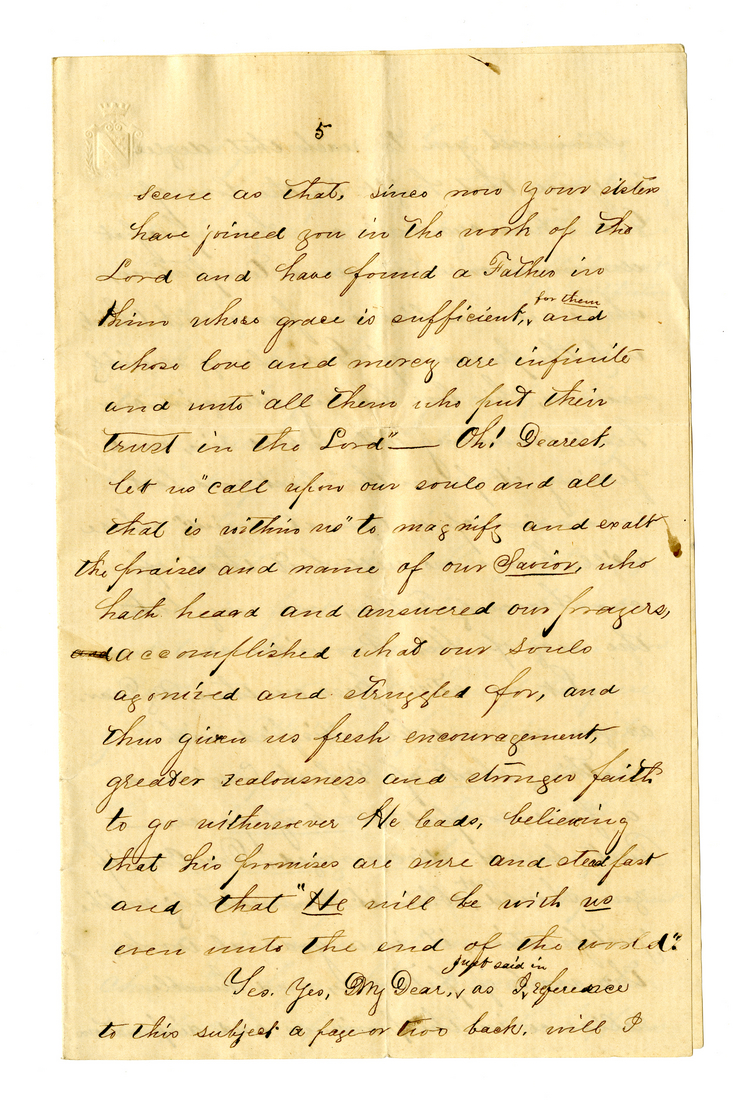 5
scene as that, since now your sisters
have joined you in the work of the
Lord and have found a Father in
him whose grace is sufficient, for them and
whose love and mercy are infinite
and unto "all them who put their
trust in the Lord" — Oh! Dearest,
let us "call upon our souls and all
that is within us" to magnify and exalt
the praises and name of our Savior, who
hath heard and answered our prayers,
and accomplished what our souls
agonized and struggled for, and
thus given us fresh encouragement,
greater zealousness and stronger faith
to go withersoever He leads, believing
that his promises are sure and steadfast
and that "He will be with us
even unto the end of the world."
Yes. Yes, My Dear, as I just said in reference
to this subject a page or two back, will I